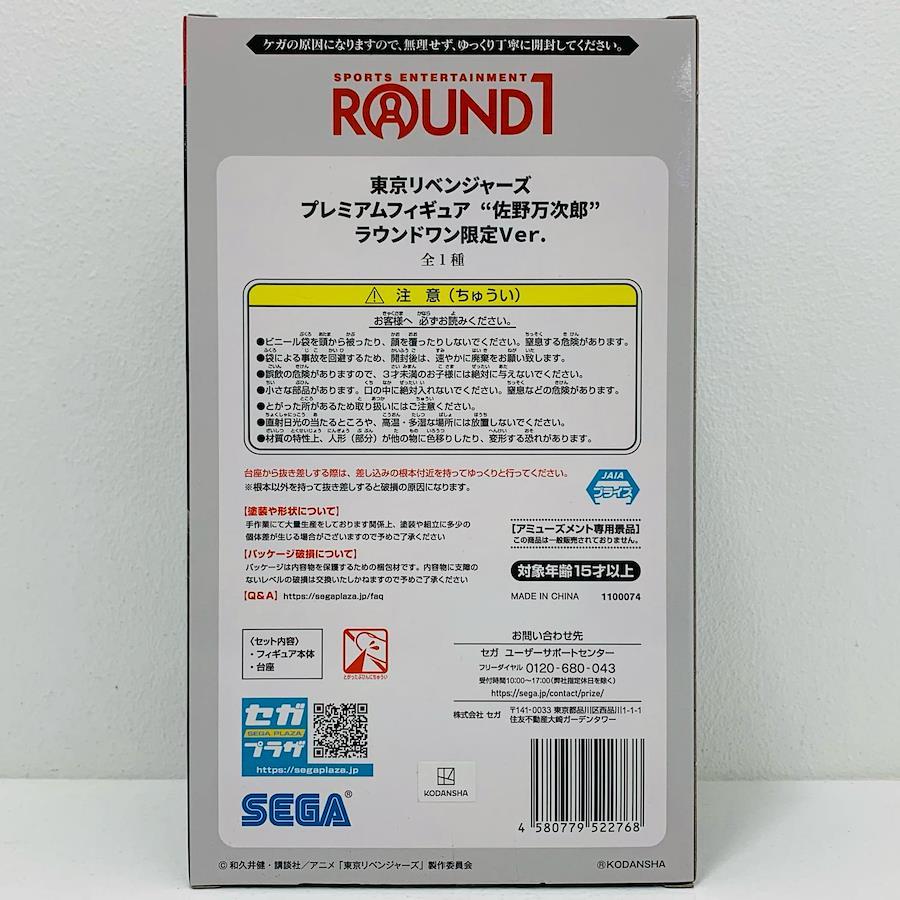 ケガの原因になりますので、無理せず、ゆっくり丁寧に開封してください。
SPORTS ENTERTAINMENT
ROUND1
東京リベンジャーズ
プレミアムフィギュア “佐野万次郎”
ラウンドワン限定Ver.
全1種
⚠ 注 意（ちゅうい）
お客様へ 必ずお読みください。
●ビニール袋を頭から被ったり、顔を覆ったりしないでください。窒息する危険があります。
●袋による事故を回避するため、開封後は、速やかに廃棄をお願い致します。
●誤飲の危険がありますので、3才未満のお子様には絶対に与えないでください。
●小さな部品があります。口の中に絶対入れないでください。窒息などの危険があります。
●とがった所があるため取り扱いにはご注意ください。
●直射日光の当たるところや、高温・多湿な場所には放置しないでください。
●材質の特性上、人形（部分）が他の物に色移りしたり、変形する恐れがあります。
台座から抜き差しする際は、差し込みの根本付近を持ってゆっくりと行ってください。
※根本以外を持って抜き差しすると破損の原因になります。
JAIA
プライズ
【塗装や形状について】
手作業にて大量生産をしております関係上、塗装や組立に多少の
個体差が生じる場合がございますので予めご了承ください
【パッケージ破損について】
パッケージは内容物を保護するための梱包材です。内容物に支障の
ないレベルの破損は交換いたしかねますので予めご了承ください
【Q&A】https://segaplaza.jp/faq
【アミューズメント専用景品】
この商品は一般販売されておりません。
対象年齢15才以上
MADE IN CHINA 1100074
〈セット内容〉
・フィギュア本体
・台座
とがったぶひんにちゅうい
お問い合わせ先
セガ ユーザーサポートセンター
フリーダイヤル 0120-680-043
受付時間10:00〜17:00（弊社指定休日を除く）
https://sega.jp/contact/prize/
株式会社 セガ 〒141-0033 東京都品川区西品川1-1-1
住友不動産大崎ガーデンタワー
セガ
SEGA PLAZA
プラザ
https://segaplaza.jp
SEGA®
KODANSHA
4 580779 522768
© 和久井健・講談社／アニメ「東京リベンジャーズ」製作委員会
®KODANSHA